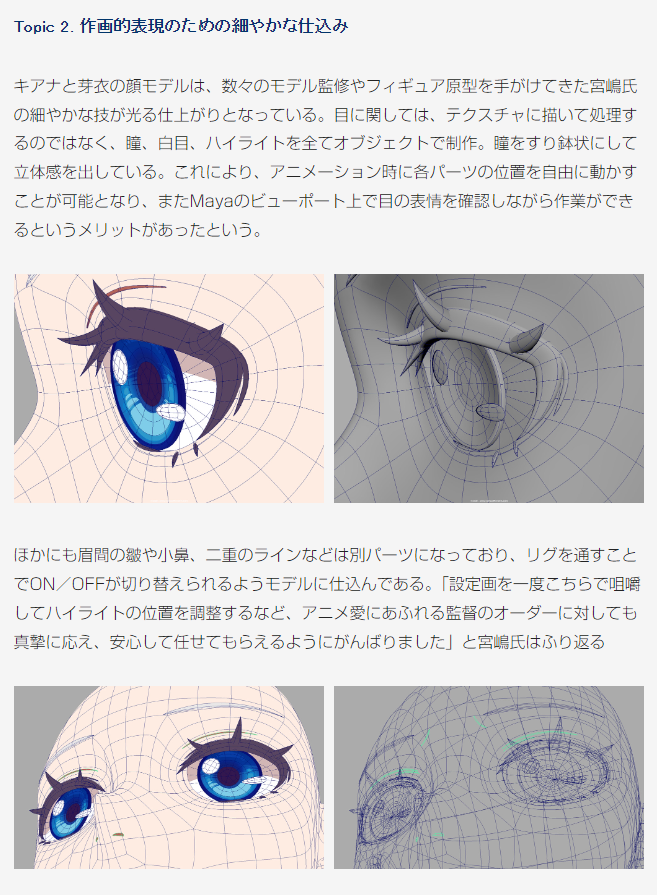 Topic 2. 作画的表現のための細やかな仕込み
キアナと芽衣の顔モデルは、数々のモデル監修やフィギュア原型を手がけてきた宮嶋氏
の細やかな技が光る仕上がりとなっている。目に関しては、テクスチャに描いて処理す
るのではなく、瞳、白目、ハイライトを全てオブジェクトで制作。瞳をすり鉢状にして
立体感を出している。これにより、アニメーション時に各パーツの位置を自由に動かす
ことが可能となり、またMayaのビューポート上で目の表情を確認しながら作業ができ
るというメリットがあったという。
ほかにも眉間の皺や小鼻、二重のラインなどは別パーツになっており、リグを通すこと
でON／OFFが切り替えられるようモデルに仕込んである。「設定画を一度こちらで咀嚼
してハイライトの位置を調整するなど、アニメ愛にあふれる監督のオーダーに対しても
真摯に応え、安心して任せてもらえるようにがんばりました」と宮嶋氏はふり返る